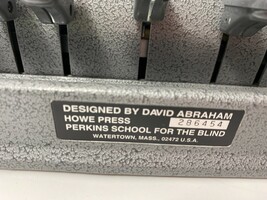 DESIGNED BY DAVID ABRAHAM
HOWE PRESS 286454
PERKINS SCHOOL FOR THE BLIND
WATERTOWN, MASS., 02472 U.S.A.